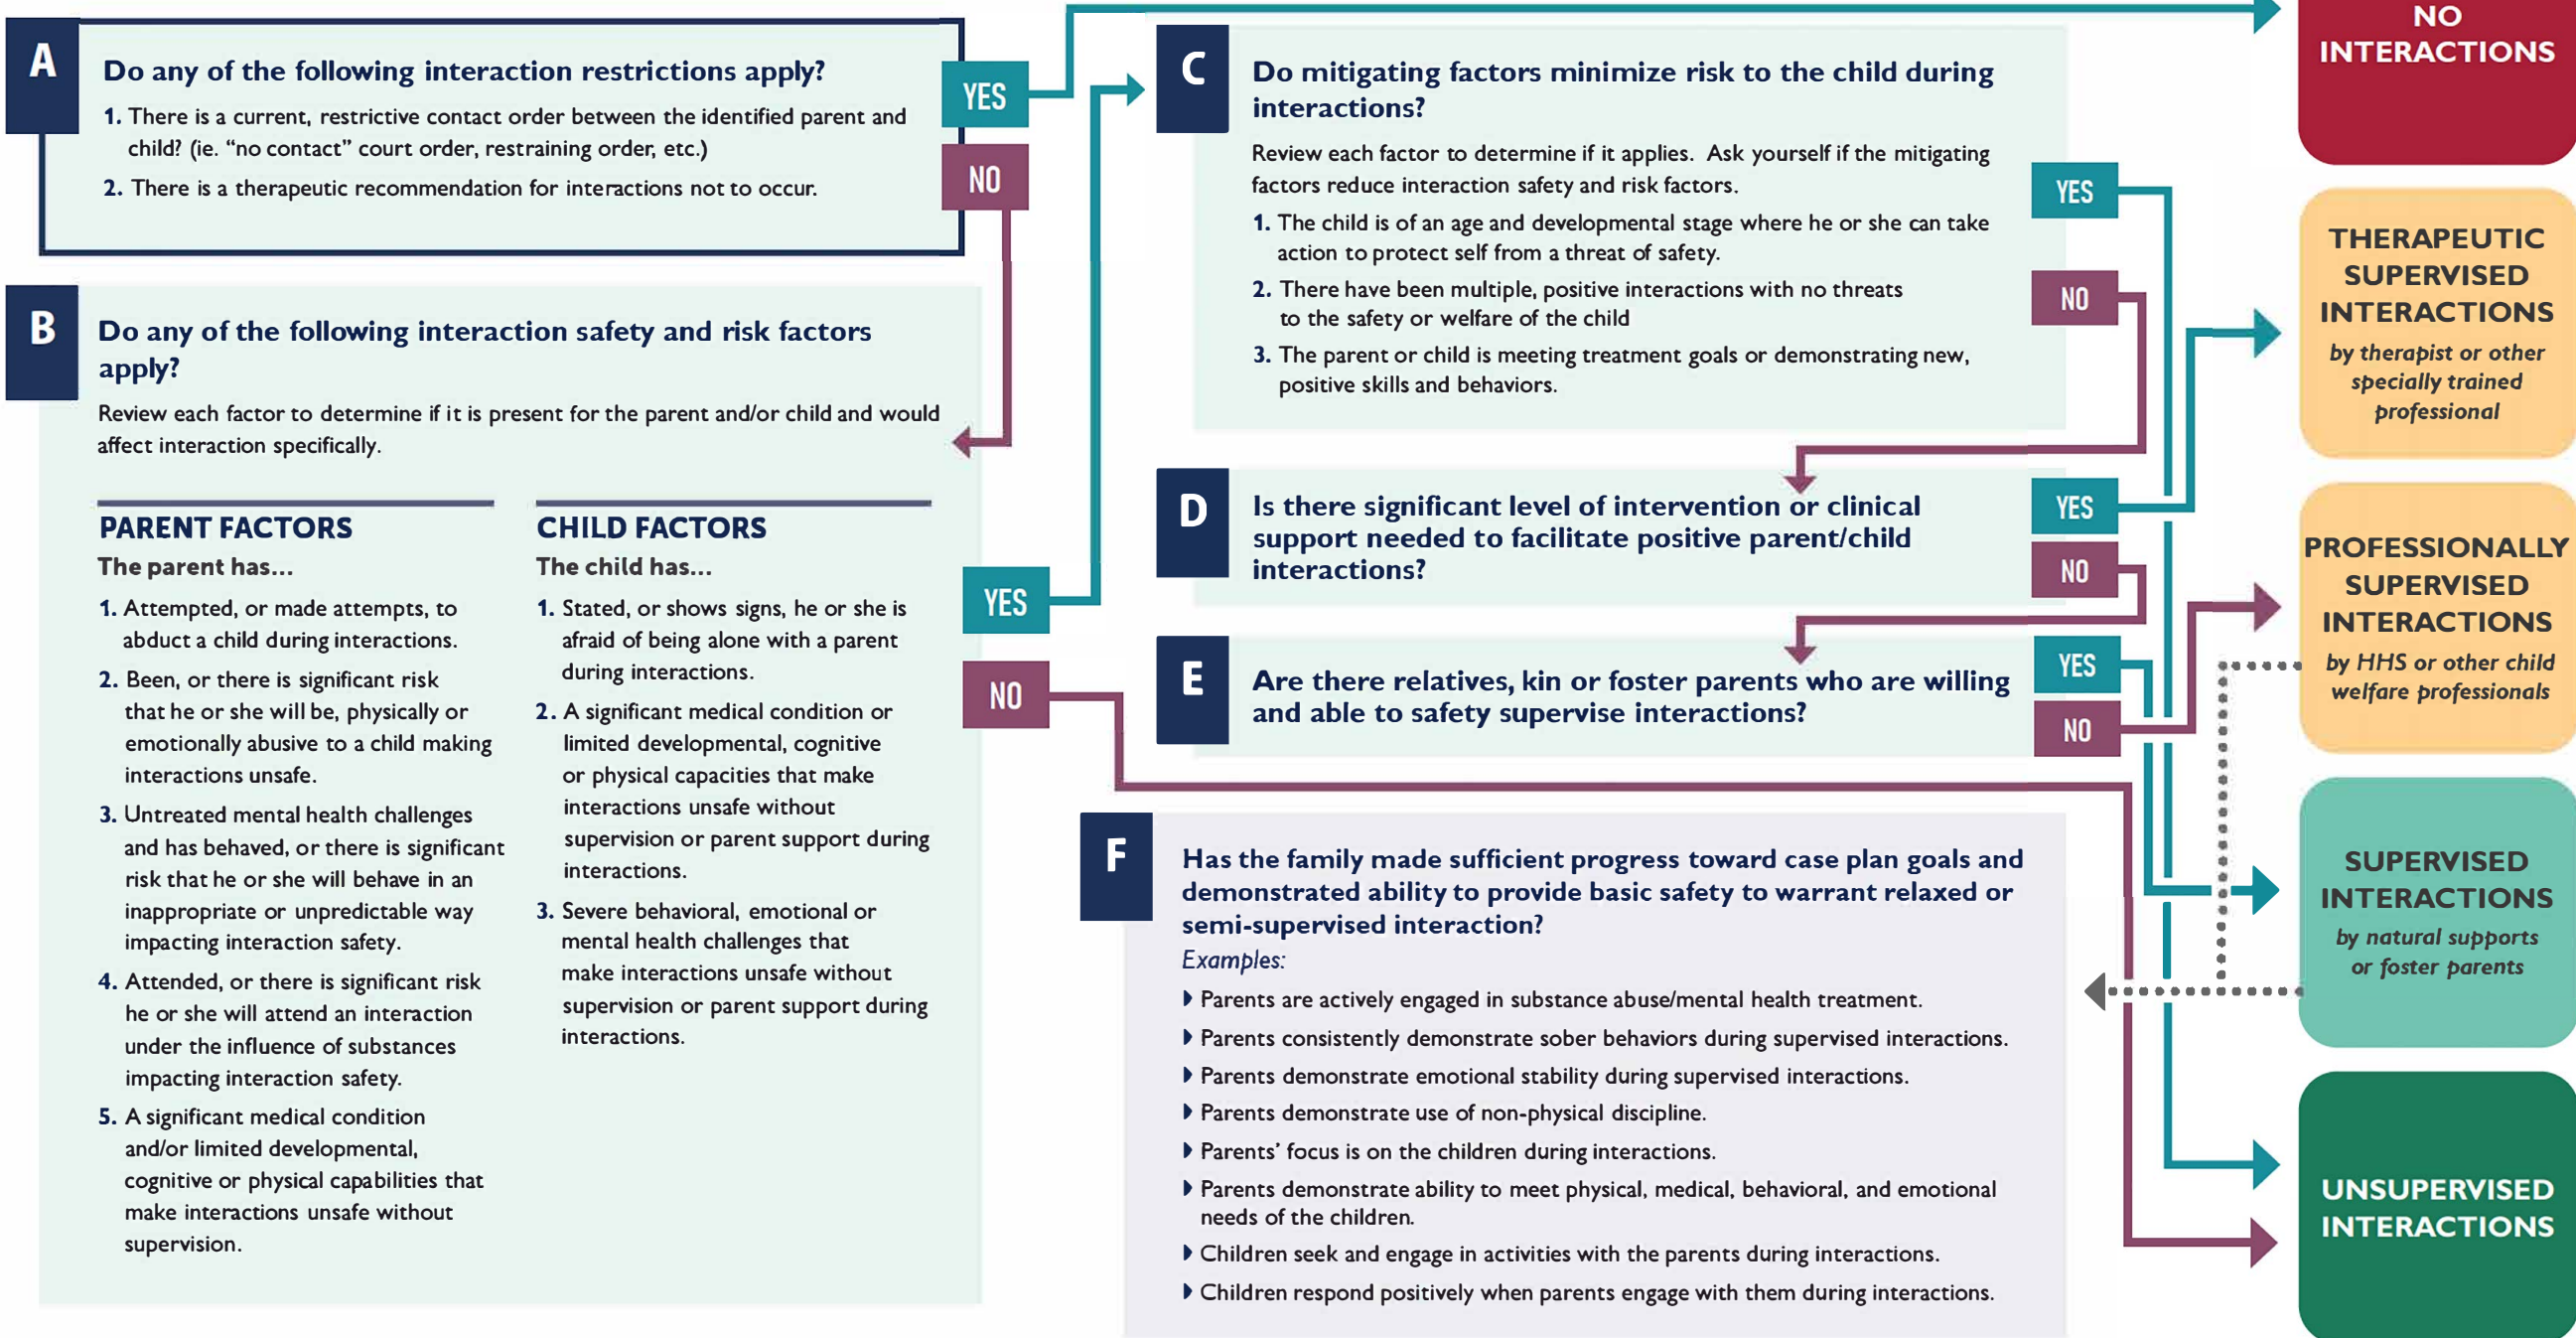 A
Do any of the following interaction restrictions apply?
1. There is a current, restrictive contact order between the identified parent and
child? (ie. “no contact” court order, restraining order, etc.)
2. There is a therapeutic recommendation for interactions not to occur.
YES
NO
B
Do any of the following interaction safety and risk factors
apply?
Review each factor to determine if it is present for the parent and/or child and would
affect interaction specifically.
PARENT FACTORS
The parent has...
1. Attempted, or made attempts, to
abduct a child during interactions.
2. Been, or there is significant risk
that he or she will be, physically or
emotionally abusive to a child making
interactions unsafe.
3. Untreated mental health challenges
and has behaved, or there is significant
risk that he or she will behave in an
inappropriate or unpredictable way
impacting interaction safety.
4. Attended, or there is significant risk
he or she will attend an interaction
under the influence of substances
impacting interaction safety.
5. A significant medical condition
and/or limited developmental,
cognitive or physical capabilities that
make interactions unsafe without
supervision.
CHILD FACTORS
The child has...
1. Stated, or shows signs, he or she is
afraid of being alone with a parent
during interactions.
2. A significant medical condition or
limited developmental, cognitive
or physical capacities that make
interactions unsafe without
supervision or parent support during
interactions.
3. Severe behavioral, emotional or
mental health challenges that
make interactions unsafe without
supervision or parent support during
interactions.
YES
NO
C
Do mitigating factors minimize risk to the child during
interactions?
Review each factor to determine if it applies. Ask yourself if the mitigating
factors reduce interaction safety and risk factors.
1. The child is of an age and developmental stage where he or she can take
action to protect self from a threat of safety.
2. There have been multiple, positive interactions with no threats
to the safety or welfare of the child
3. The parent or child is meeting treatment goals or demonstrating new,
positive skills and behaviors.
YES
NO
D
Is there significant level of intervention or clinical
support needed to facilitate positive parent/child
interactions?
YES
NO
E
Are there relatives, kin or foster parents who are willing
and able to safety supervise interactions?
YES
NO
F
Has the family made sufficient progress toward case plan goals and
demonstrated ability to provide basic safety to warrant relaxed or
semi-supervised interaction?
Examples:
Parents are actively engaged in substance abuse/mental health treatment.
Parents consistently demonstrate sober behaviors during supervised interactions.
Parents demonstrate emotional stability during supervised interactions.
Parents demonstrate use of non-physical discipline.
Parents’ focus is on the children during interactions.
Parents demonstrate ability to meet physical, medical, behavioral, and emotional
needs of the children.
Children seek and engage in activities with the parents during interactions.
Children respond positively when parents engage with them during interactions.
NO
INTERACTIONS
THERAPEUTIC
SUPERVISED
INTERACTIONS
by therapist or other
specially trained
professional
PROFESSIONALLY
SUPERVISED
INTERACTIONS
by HHS or other child
welfare professionals
SUPERVISED
INTERACTIONS
by natural supports
or foster parents
UNSUPERVISED
INTERACTIONS